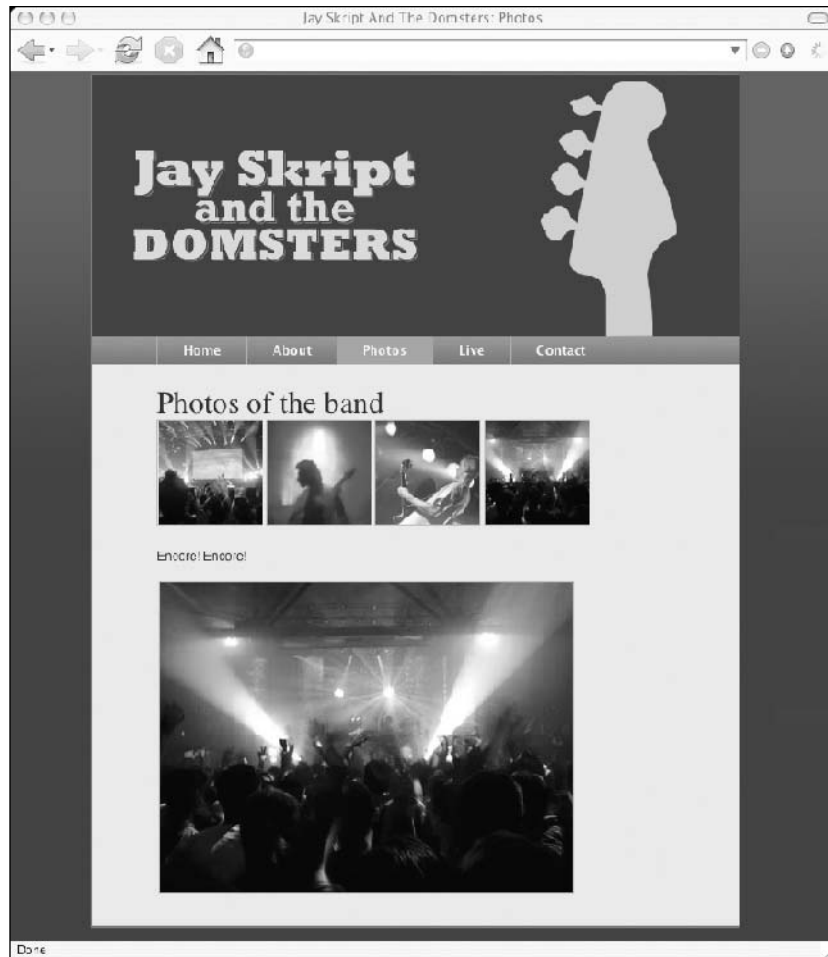 Jay Skript And The Domsters: Photos
Jay Skript
and the
DOMSTERS
Home About Photos Live Contact
Photos of the band
Encore! Encore!
Done